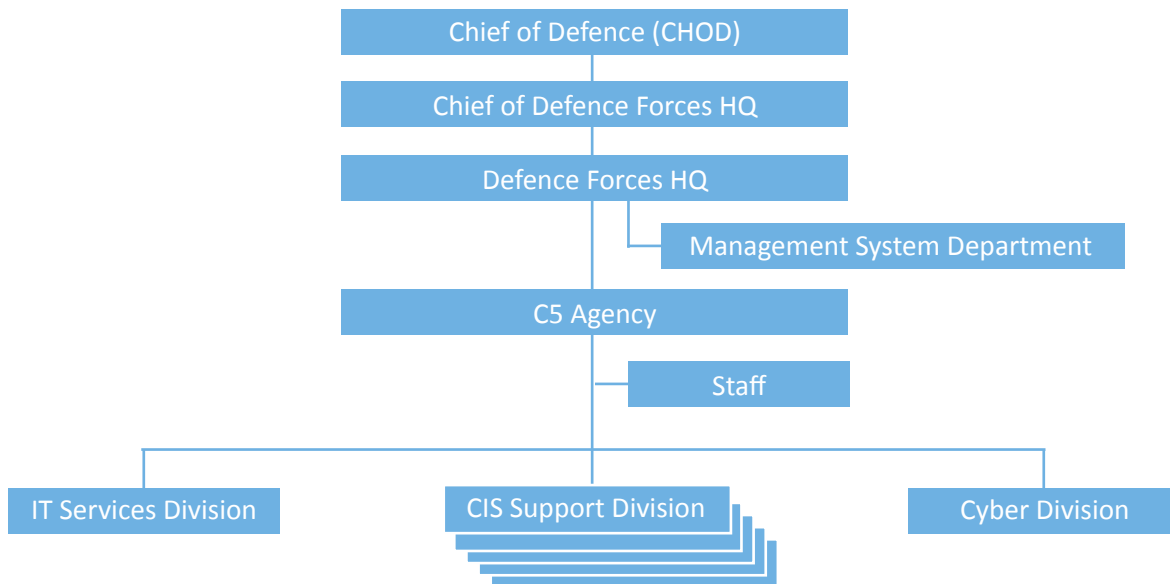 Chief of Defence (CHOD)
Chief of Defence Forces HQ
Defence Forces HQ
Management System Department
C5 Agency
Staff
IT Services Division
CIS Support Division
Cyber Division